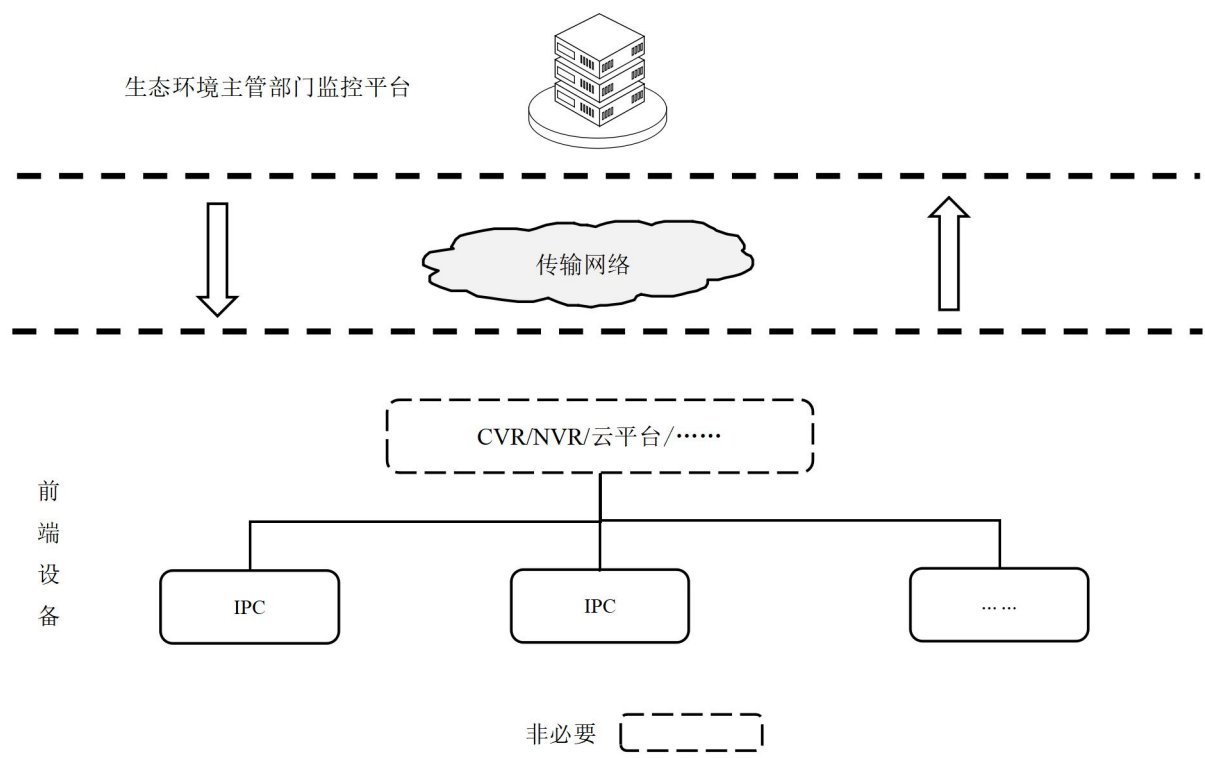 生态环境主管部门监控平台
传输网络
CVR/NVR/云平台/……
前端设备
IPC
IPC
……
非必要